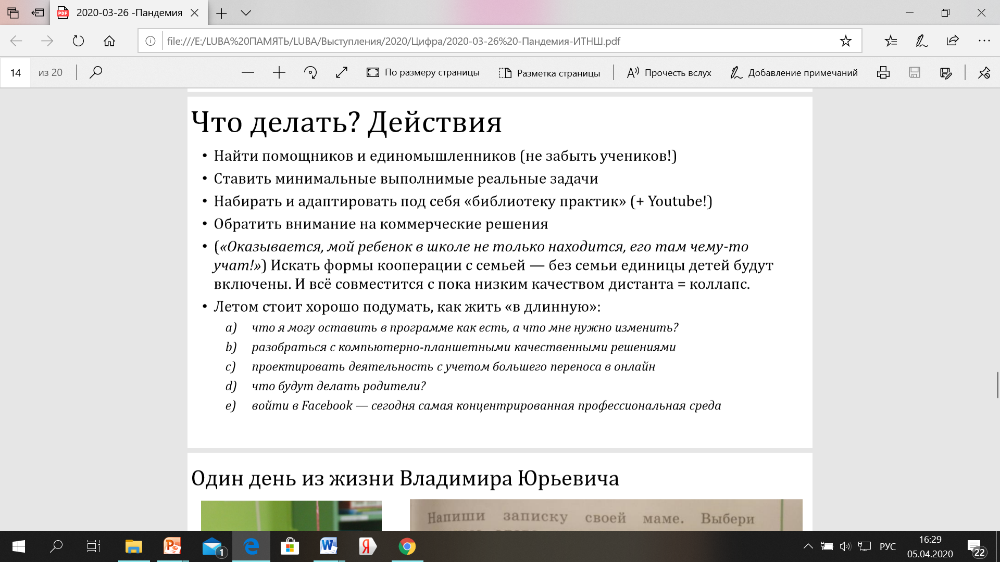 2020-03-26 -Пандемия
file:///E:/LUBA%20ПАМЯТЬ/LUBA/Выступления/2020/Цифра/2020-03-26%20-Пандемия-ИТНШ.pdf
14 из 20 По размеру страницы Разметка страницы Прочесть вслух Добавление примечаний
Что делать? Действия
• Найти помощников и единомышленников (не забыть учеников!)
• Ставить минимальные выполнимые реальные задачи
• Набирать и адаптировать под себя «библиотеку практик» (+ Youtube!)
• Обратить внимание на коммерческие решения
• («Оказывается, мой ребенок в школе не только находится, его там чему-то
учат!») Искать формы кооперации с семьей — без семьи единицы детей будут
включены. И всё совместится с пока низким качеством дистанта = коллапс.
• Летом стоит хорошо подумать, как жить «в длинную»:
a) что я могу оставить в программе как есть, а что мне нужно изменить?
b) разобраться с компьютерно-планшетными качественными решениями
c) проектировать деятельность с учетом большего переноса в онлайн
d) что будут делать родители?
e) войти в Facebook — сегодня самая концентрированная профессиональная среда
Один день из жизни Владимира Юрьевича
Напиши записку своей маме. Выбери
1
РУС
16:29
05.04.2020
22